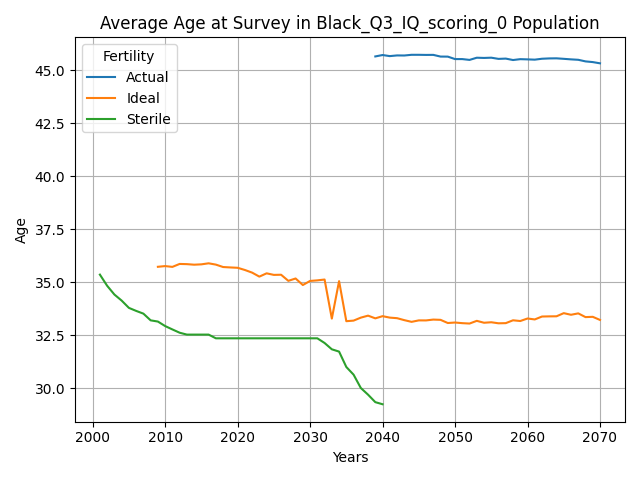 Average Age at Survey in Black_Q3_IQ_scoring_0 Population
Fertility
Actual
Ideal
Sterile
Age
45.0
42.5
40.0
37.5
35.0
32.5
30.0
2000 2010 2020 2030 2040 2050 2060 2070
Years